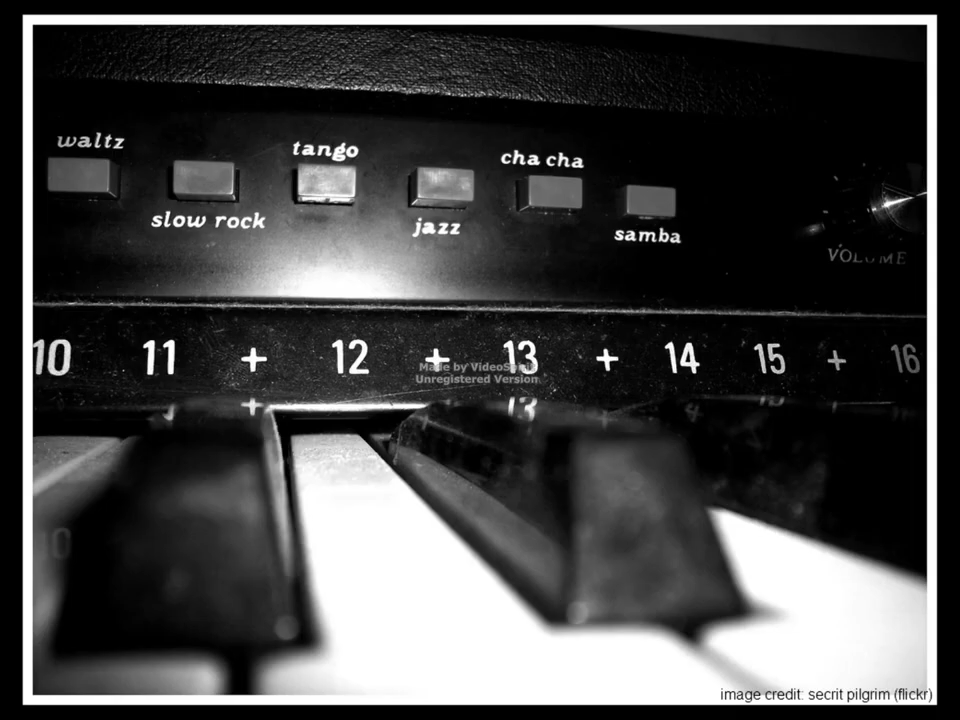 waltz
tango
cha cha
slow rock
jazz
samba
VOLUME
10 11 + 12 + 13 + 14 15 + 16
Made by VideoSpin
Unregistered Version
image credit: secrit pilgrim (flickr)